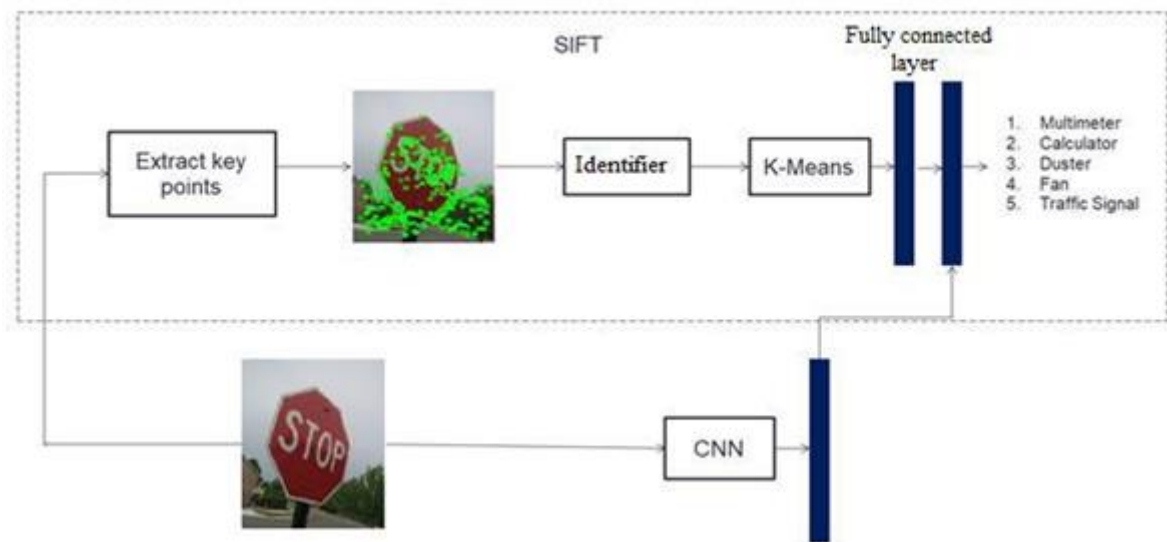 SIFT
Fully connected
layer
Extract key
points
Identifier
K-Means
1. Multimeter
2. Calculator
3. Duster
4. Fan
5. Traffic Signal
STOP
CNN